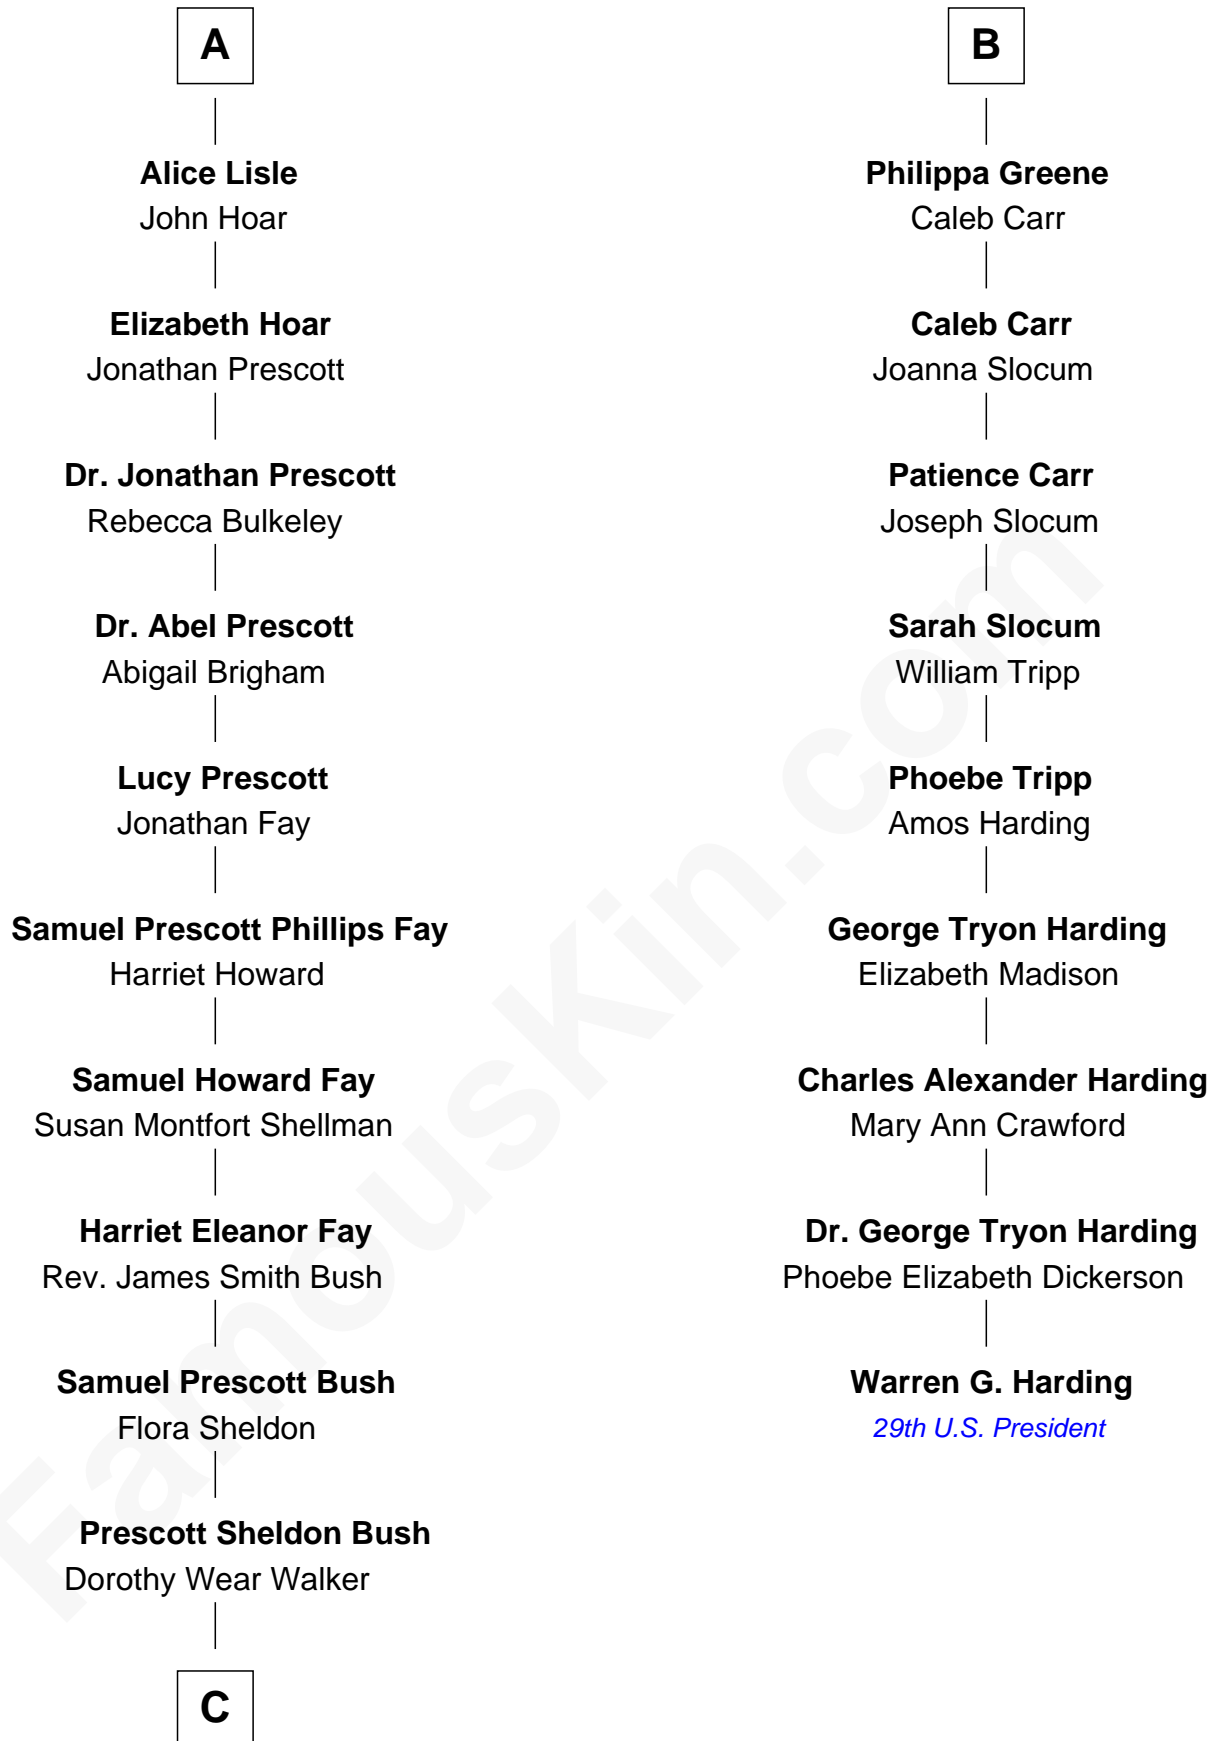 A
Alice Lisle
John Hoar
Elizabeth Hoar
Jonathan Prescott
Dr. Jonathan Prescott
Rebecca Bulkeley
Dr. Abel Prescott
Abigail Brigham
Lucy Prescott
Jonathan Fay
Samuel Prescott Phillips Fay
Harriet Howard
Samuel Howard Fay
Susan Montfort Shellman
Harriet Eleanor Fay
Rev. James Smith Bush
Samuel Prescott Bush
Flora Sheldon
Prescott Sheldon Bush
Dorothy Wear Walker
C
B
Philippa Greene
Caleb Carr
Caleb Carr
Joanna Slocum
Patience Carr
Joseph Slocum
Sarah Slocum
William Tripp
Phoebe Tripp
Amos Harding
George Tryon Harding
Elizabeth Madison
Charles Alexander Harding
Mary Ann Crawford
Dr. George Tryon Harding
Phoebe Elizabeth Dickerson
Warren G. Harding
29th U.S. President
FamousKin.com